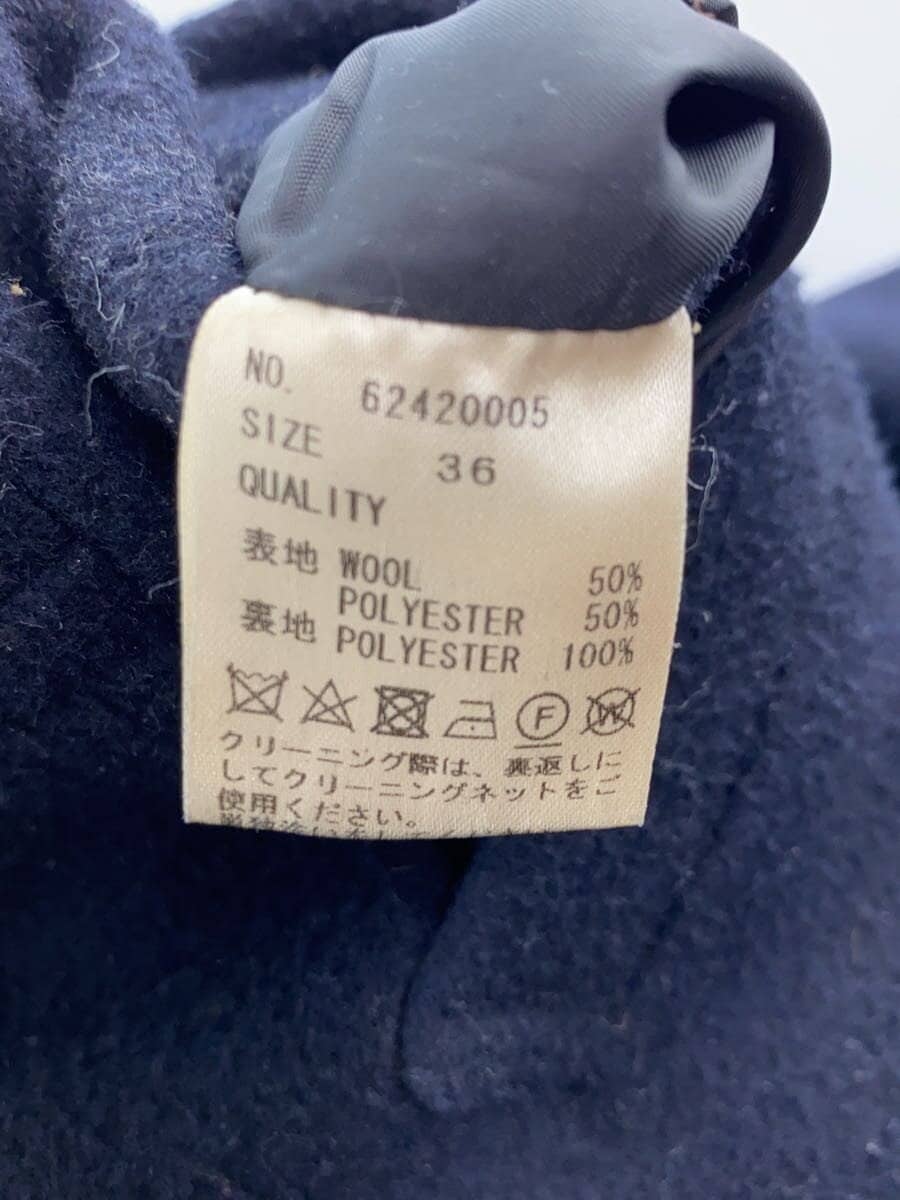 NO. 62420005
SIZE 36
QUALITY
表地 WOOL 50%
POLYESTER 50%
裏地 POLYESTER 100%
F W
クリーニング際は、裏返しに
してクリーニングネットをご
使用ください。